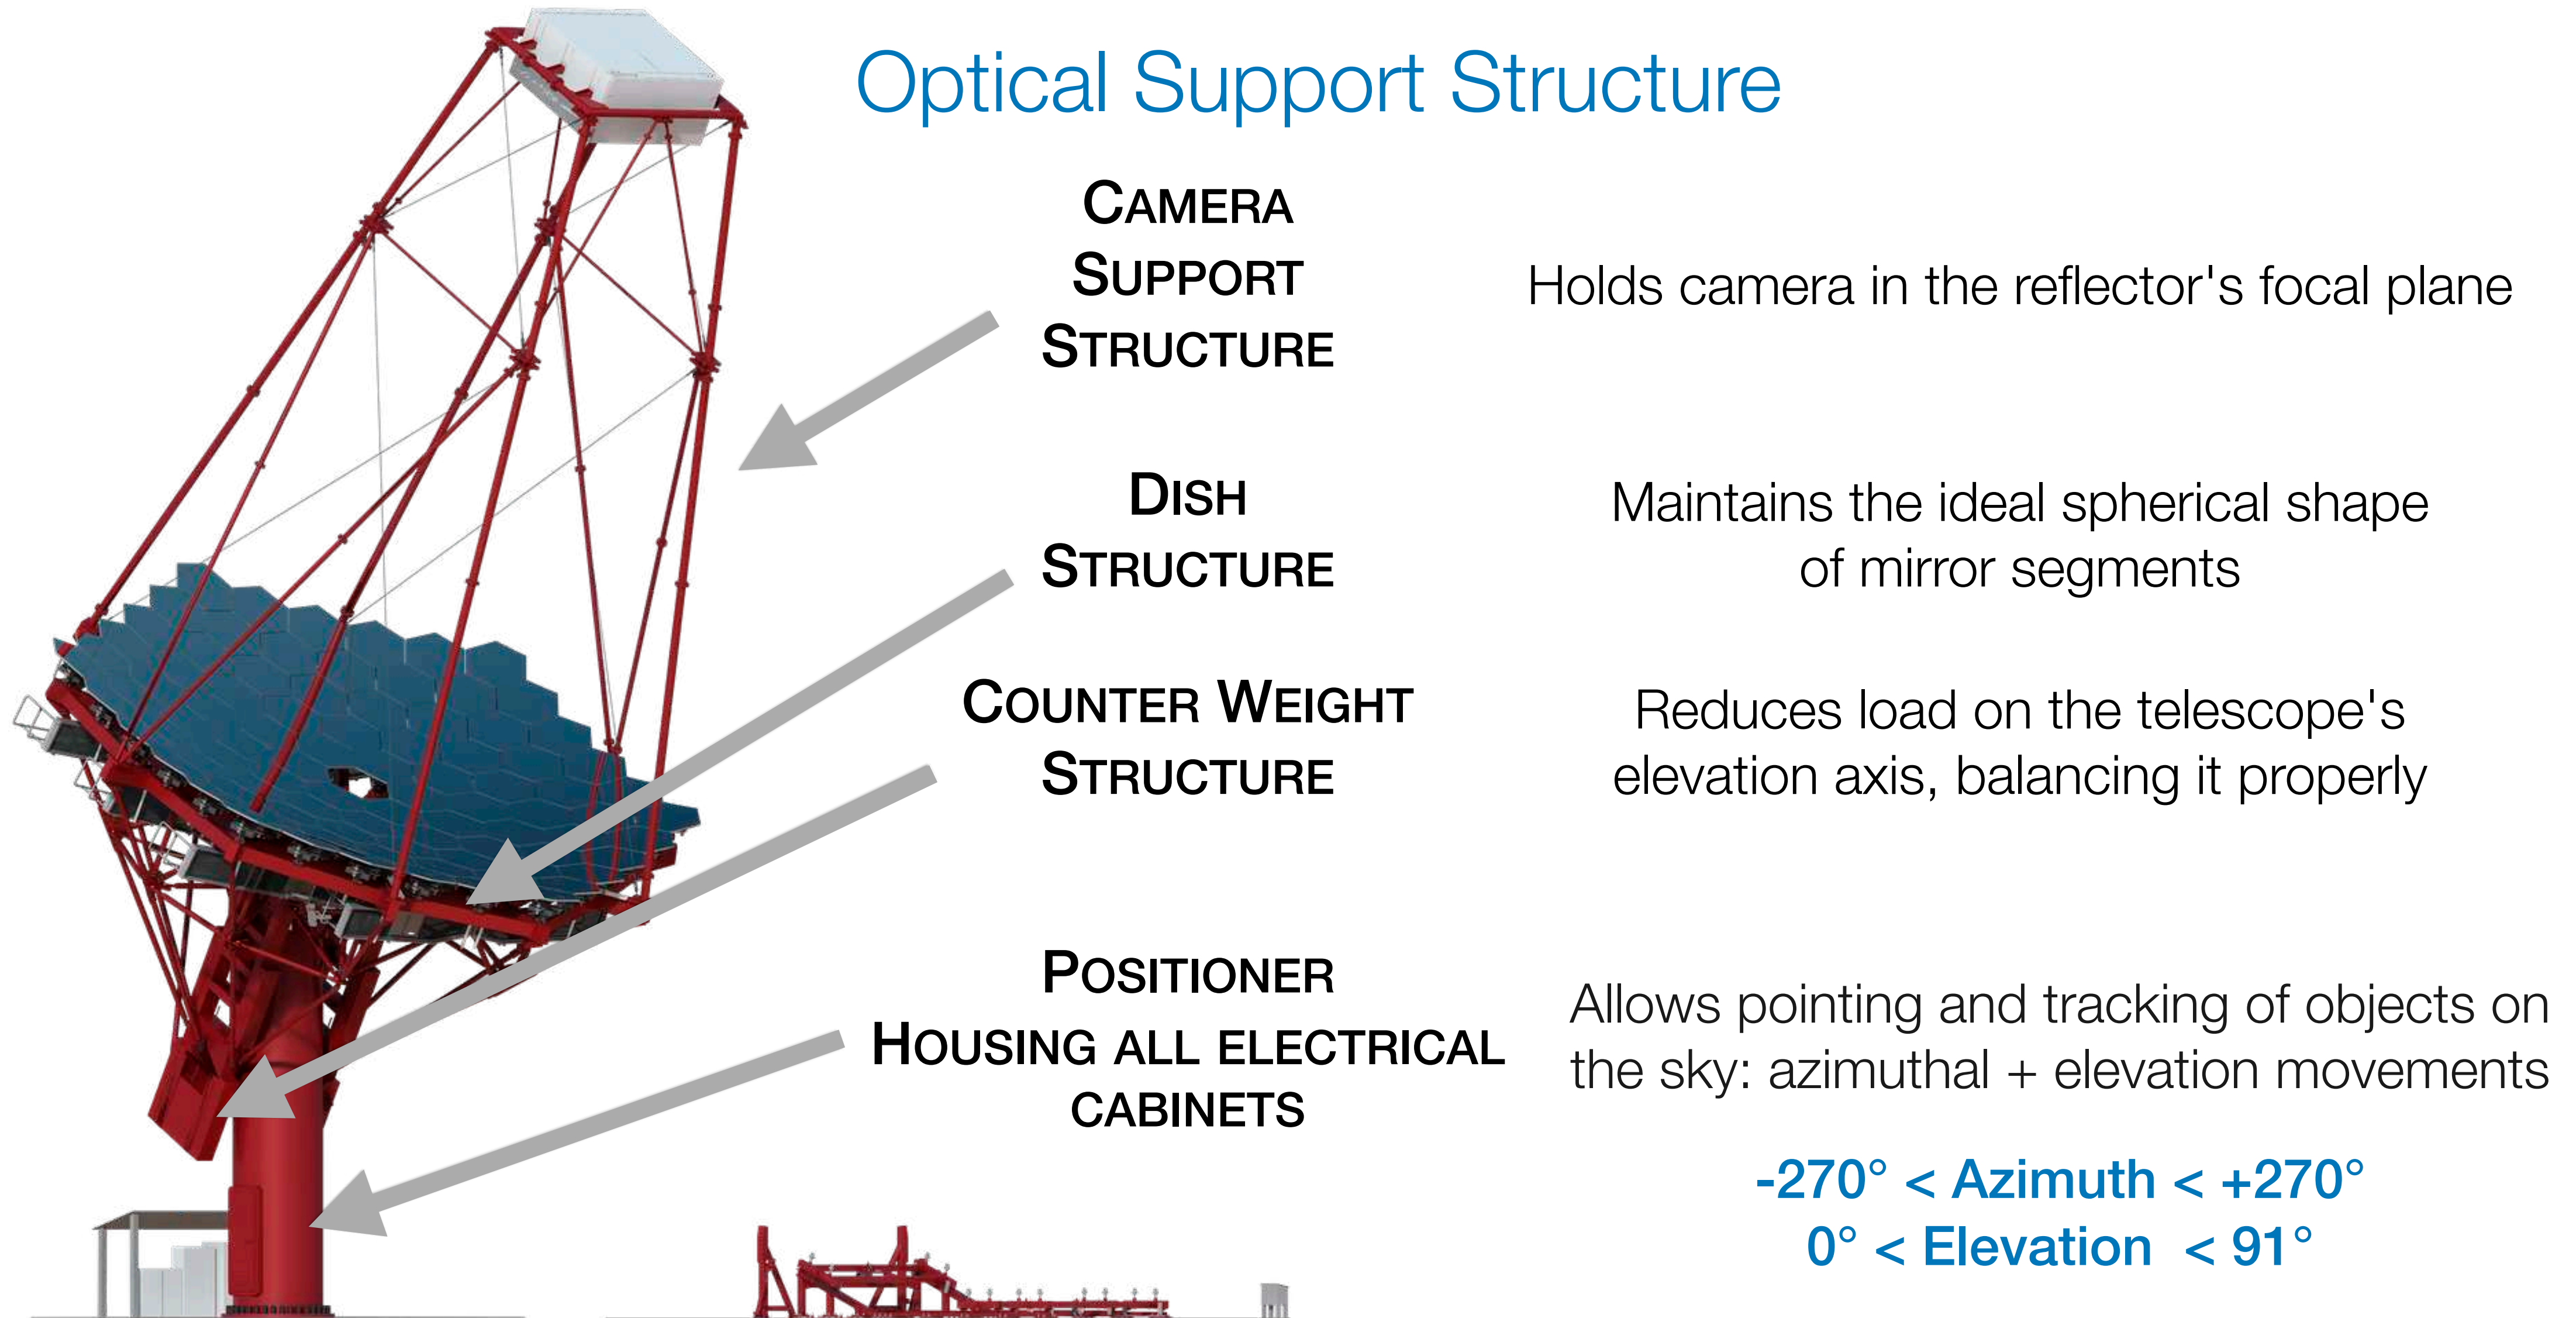 Optical Support Structure
CAMERA
SUPPORT
STRUCTURE
Holds camera in the reflector's focal plane
DISH
STRUCTURE
Maintains the ideal spherical shape
of mirror segments
COUNTER WEIGHT
STRUCTURE
Reduces load on the telescope's
elevation axis, balancing it properly
POSITIONER
HOUSING ALL ELECTRICAL
CABINETS
Allows pointing and tracking of objects on
the sky: azimuthal + elevation movements
-270° < Azimuth < +270°
0° < Elevation < 91°